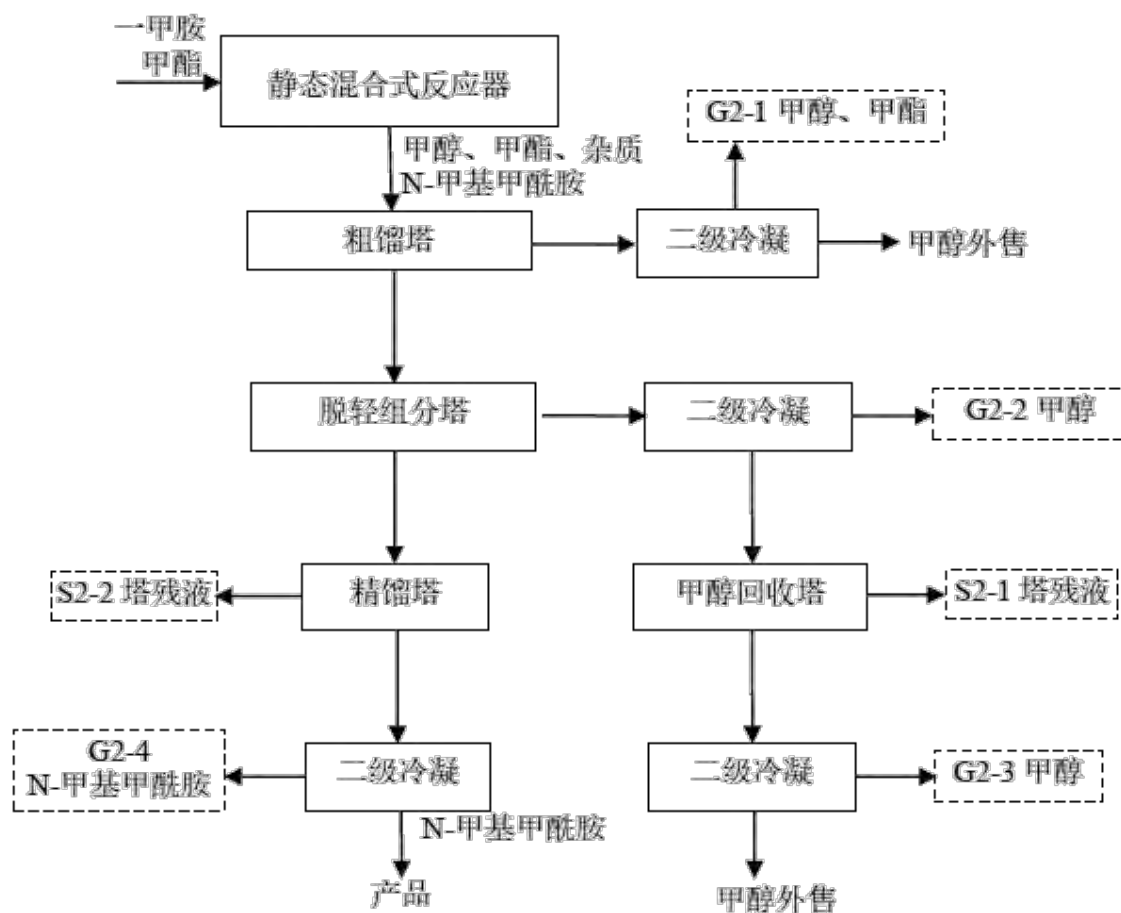 一甲胺
甲酯
静态混合式反应器
G2-1 甲醇、甲酯
甲醇、甲酯、杂质
N-甲基甲酰胺
粗馏塔
二级冷凝
甲醇外售
脱轻组分塔
二级冷凝
G2-2 甲醇
S2-2 塔残液
精馏塔
甲醇回收塔
S2-1 塔残液
G2-4
N-甲基甲酰胺
二级冷凝
二级冷凝
G2-3 甲醇
N-甲基甲酰胺
产品
甲醇外售